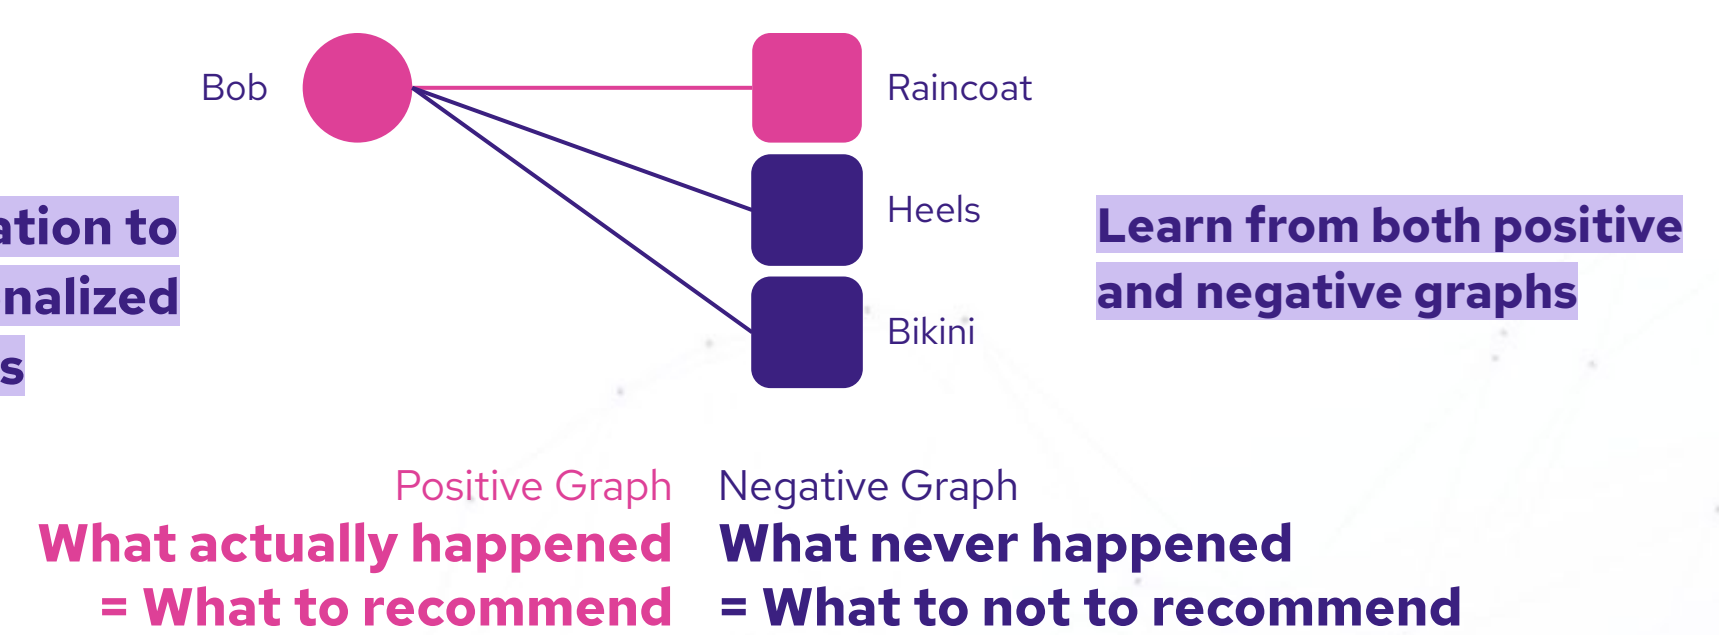 Bob
Raincoat
Heels
Bikini
ation to
nalized
s
Learn from both positive
and negative graphs
Positive Graph
What actually happened
= What to recommend
Negative Graph
What never happened
= What to not to recommend